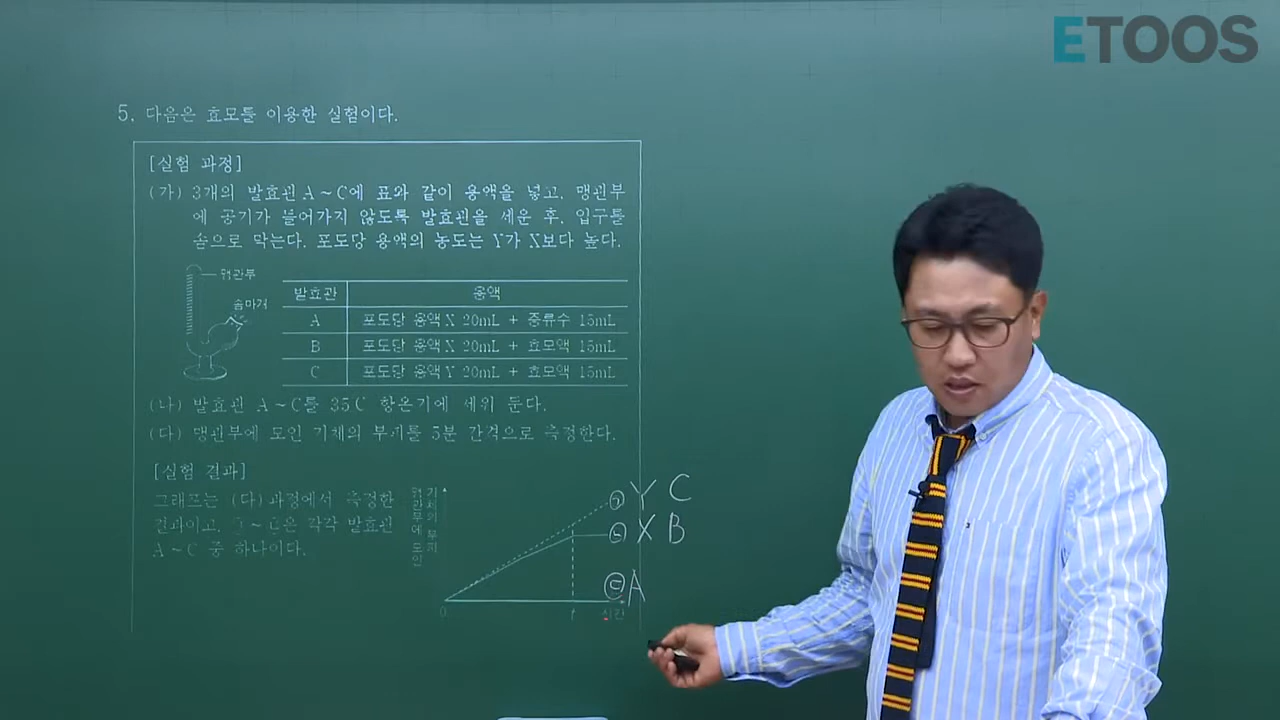 ETOOS
5. 다음은 효모를 이용한 실험이다.
[실험 과정]
(가) 3개의 발효관 A~C에 표와 같이 용액을 넣고, 맹관부
에 공기가 들어가지 않도록 발효관을 세운 후, 입구를
솜으로 막는다. 포도당 용액의 농도는 Y가 X보다 높다.
맹관부
솜마개
발효관 용액
A 포도당 용액 X 20mL + 증류수 15mL
B 포도당 용액 X 20mL + 효모액 15mL
C 포도당 용액 Y 20mL + 효모액 15mL
(나) 발효관 A~C를 35℃ 항온기에 세워 둔다.
(다) 맹관부에 모인 기체의 부피를 5분 간격으로 측정한다.
[실험 결과]
그래프는 (다) 과정에서 측정한
결과이고, 은 각각 발효관
A~C 중 하나이다.
맹관부에 모인
기체의 부피
㉠ Y C
㉡ X B
㉢ A
0 t 시간